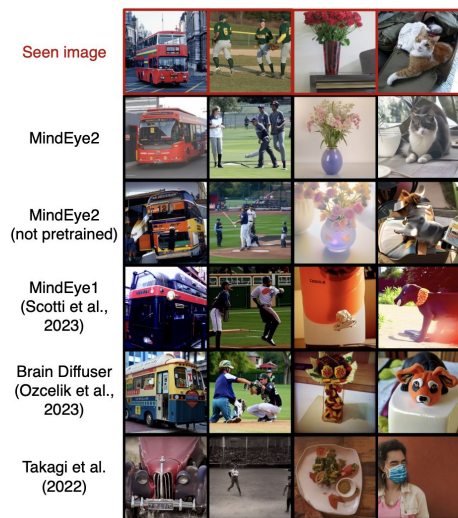 Seen image
MindEye2
MindEye2
(not pretrained)
MindEye1
(Scotti et al.,
2023)
Brain Diffuser
(Ozcelik et al.,
2023)
Takagi et al.
(2022)